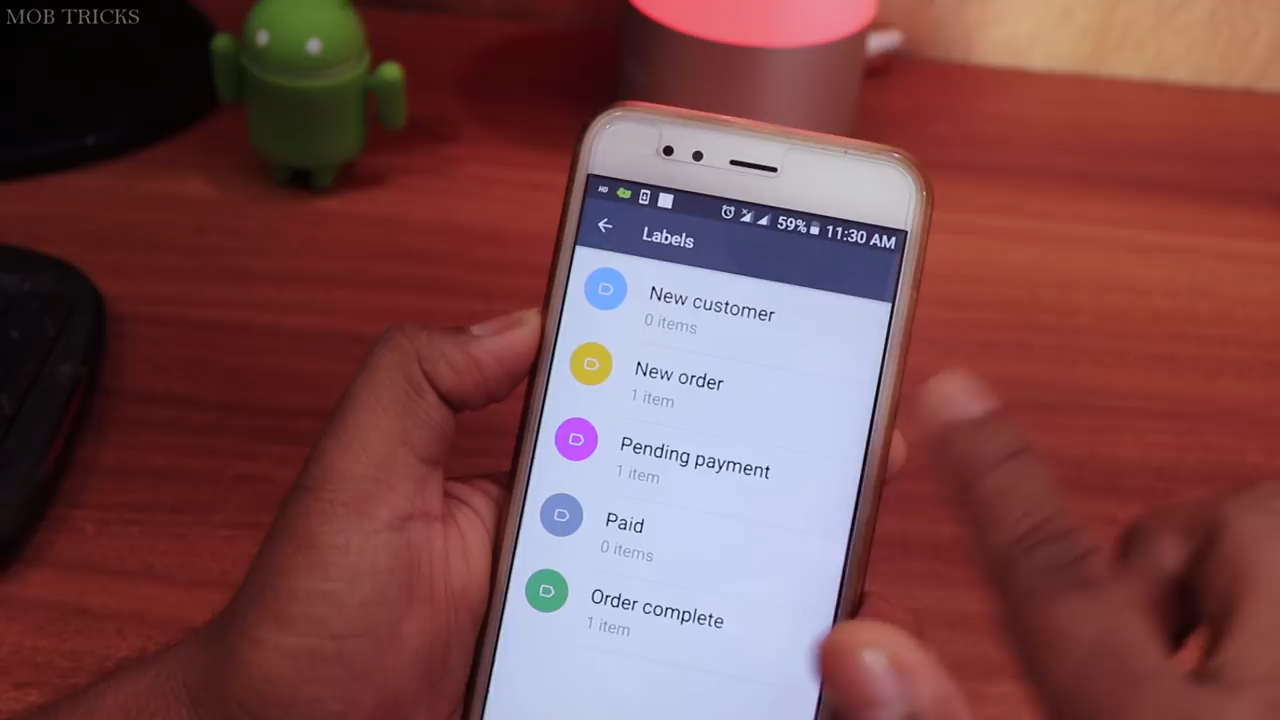 MOB TRICKS
HD 59% 11:30 AM
Labels
New customer
0 items
New order
1 item
Pending payment
1 item
Paid
0 items
Order complete
1 item